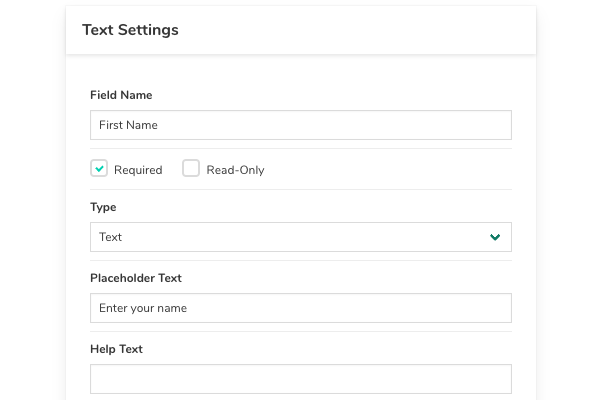 Text Settings
Field Name
First Name
Required Read-Only
Type
Text
Placeholder Text
Enter your name
Help Text